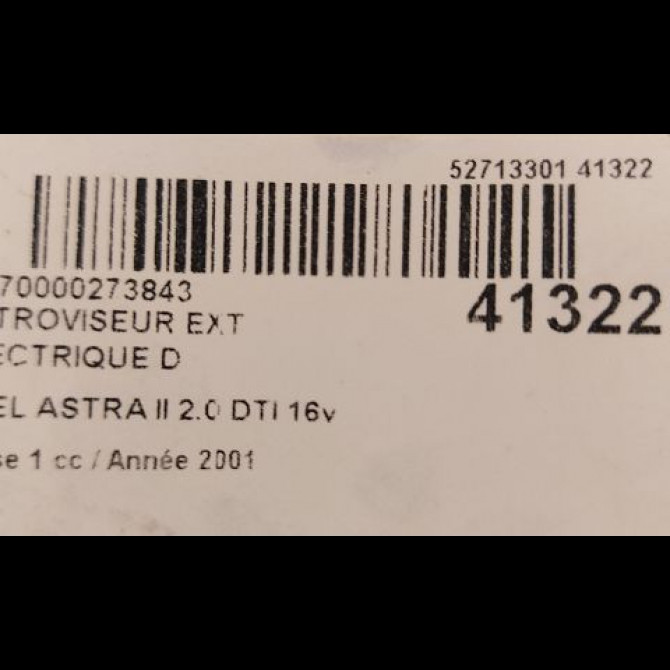 52713301 41322
70000273843
41322
TROVISEUR EXT
ECTRIQUE D
EL ASTRA II 2.0 DTI 16v
se 1 cc / Année 2001